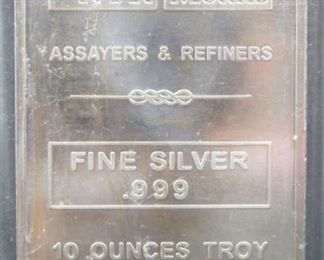 ASSAYERS & REFINERS
FINE SILVER
.999
10 OUNCES TROY